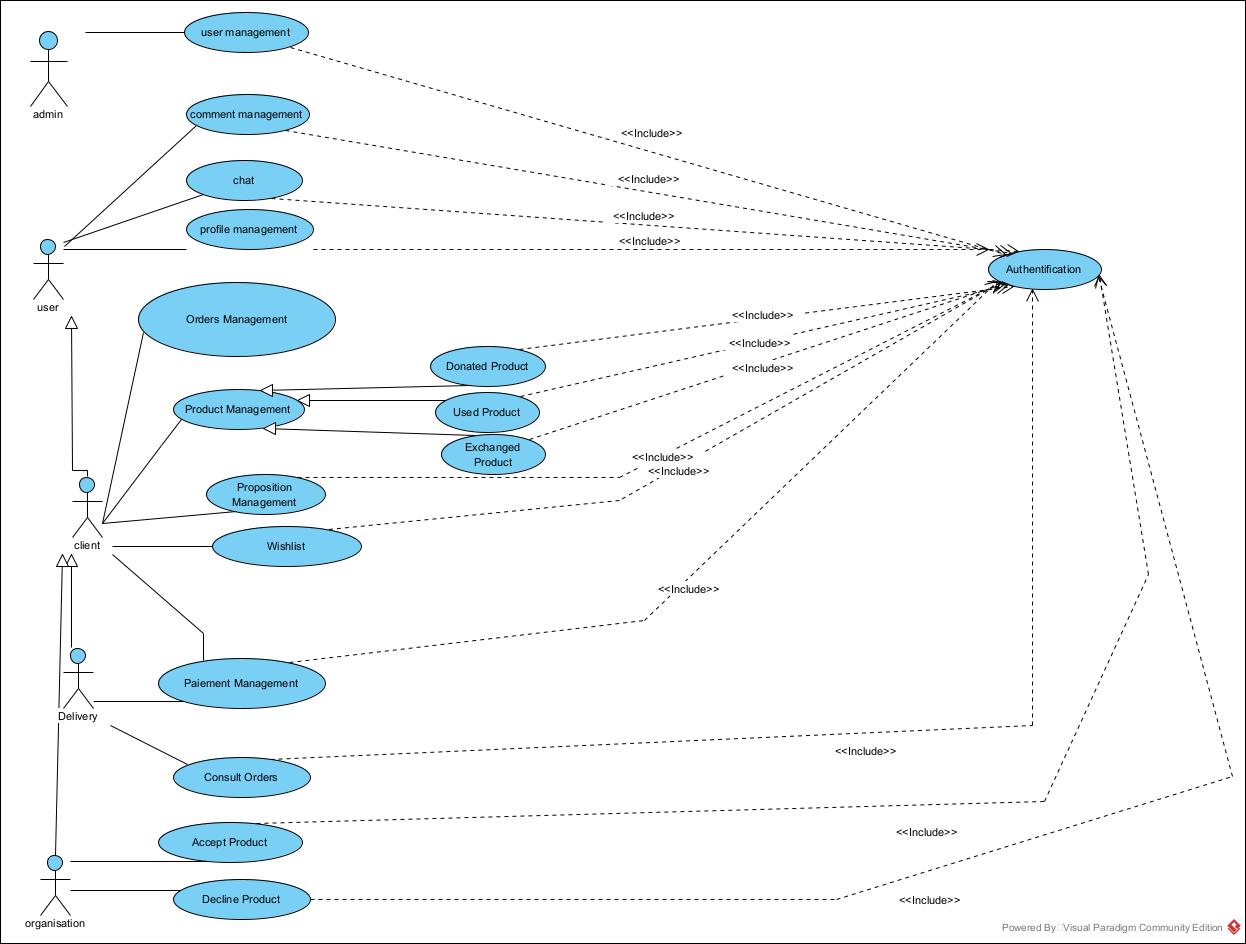 user management
admin
comment management
<<Include>>
chat
<<Include>>
<<Include>>
profile management
<<Include>>
user
Authentification
Orders Management
<<Include>>
<<Include>>
Donated Product
<<Include>>
Product Management
Used Product
Exchanged
Product
<<Include>>
<<Include>>
Proposition
Management
client
Wishlist
<<Include>>
Paiement Management
Delivery
<<Include>>
Consult Orders
<<Include>>
Accept Product
Decline Product
<<Include>>
organisation
Powered By Visual Paradigm Community Edition